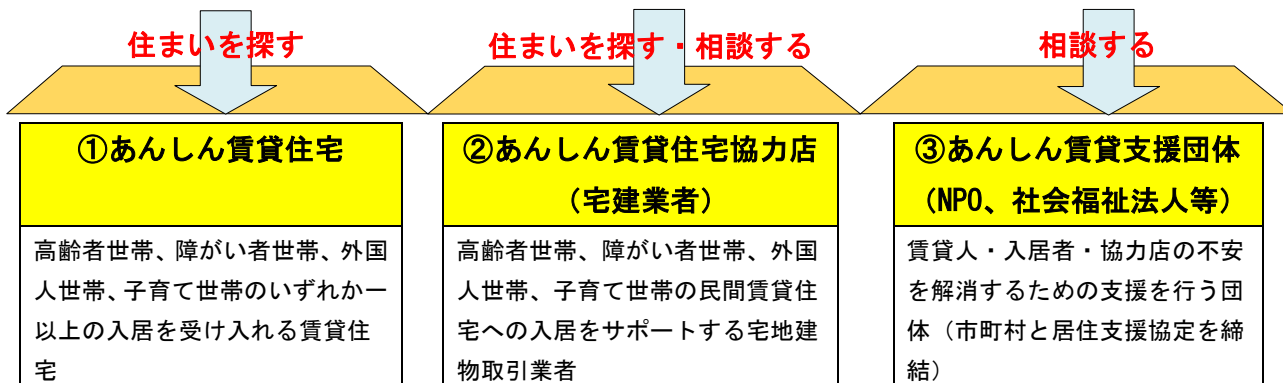 住まいを探す
住まいを探す・相談する
相談する
①あんしん賃貸住宅
高齢者世帯、障がい者世帯、外国
人世帯、子育て世帯のいずれか一
以上の入居を受け入れる賃貸住
宅
②あんしん賃貸住宅協力店
（宅建業者）
高齢者世帯、障がい者世帯、外国
人世帯、子育て世帯の民間賃貸住
宅への入居をサポートする宅地建
物取引業者
③あんしん賃貸支援団体
（NPO、社会福祉法人等）
賃貸人・入居者・協力店の不安
を解消するための支援を行う団
体（市町村と居住支援協定を締
結）